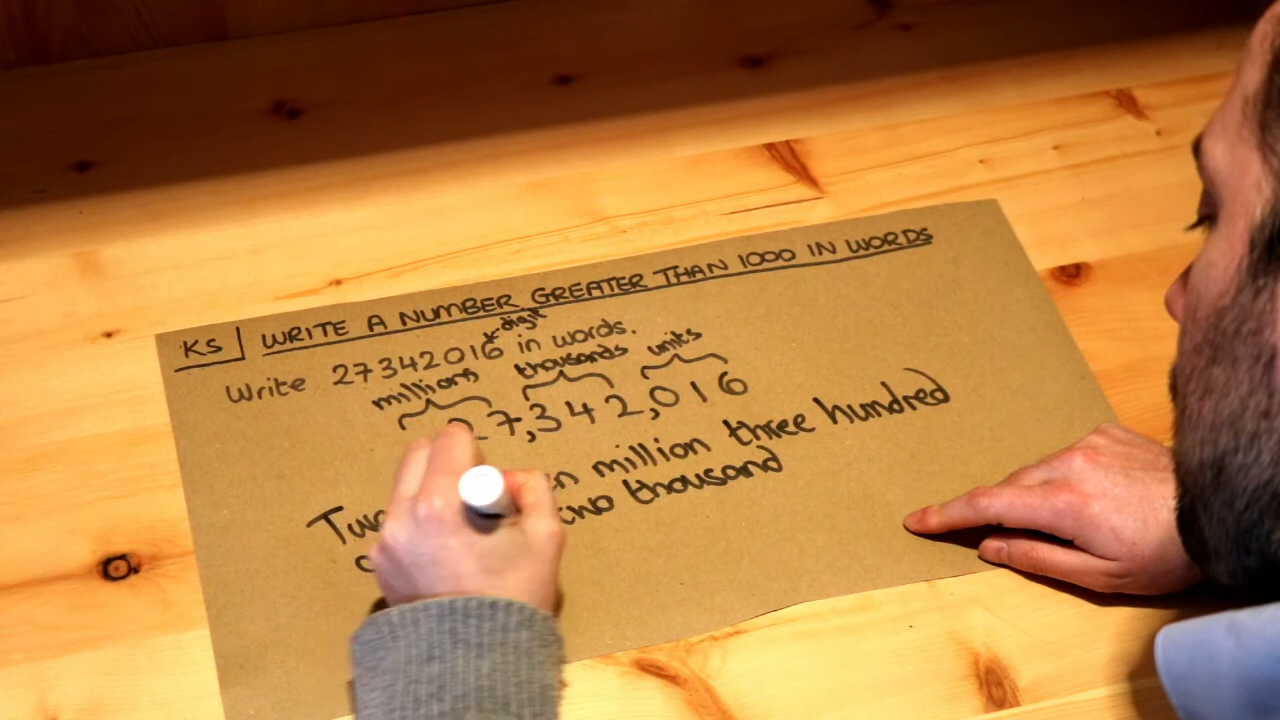 KS WRITE A NUMBER GREATER THAN 1000 IN WORDS
digit
Write 27342016 in words.
millions thousands units
27,342,016
million three hundred
two thousand